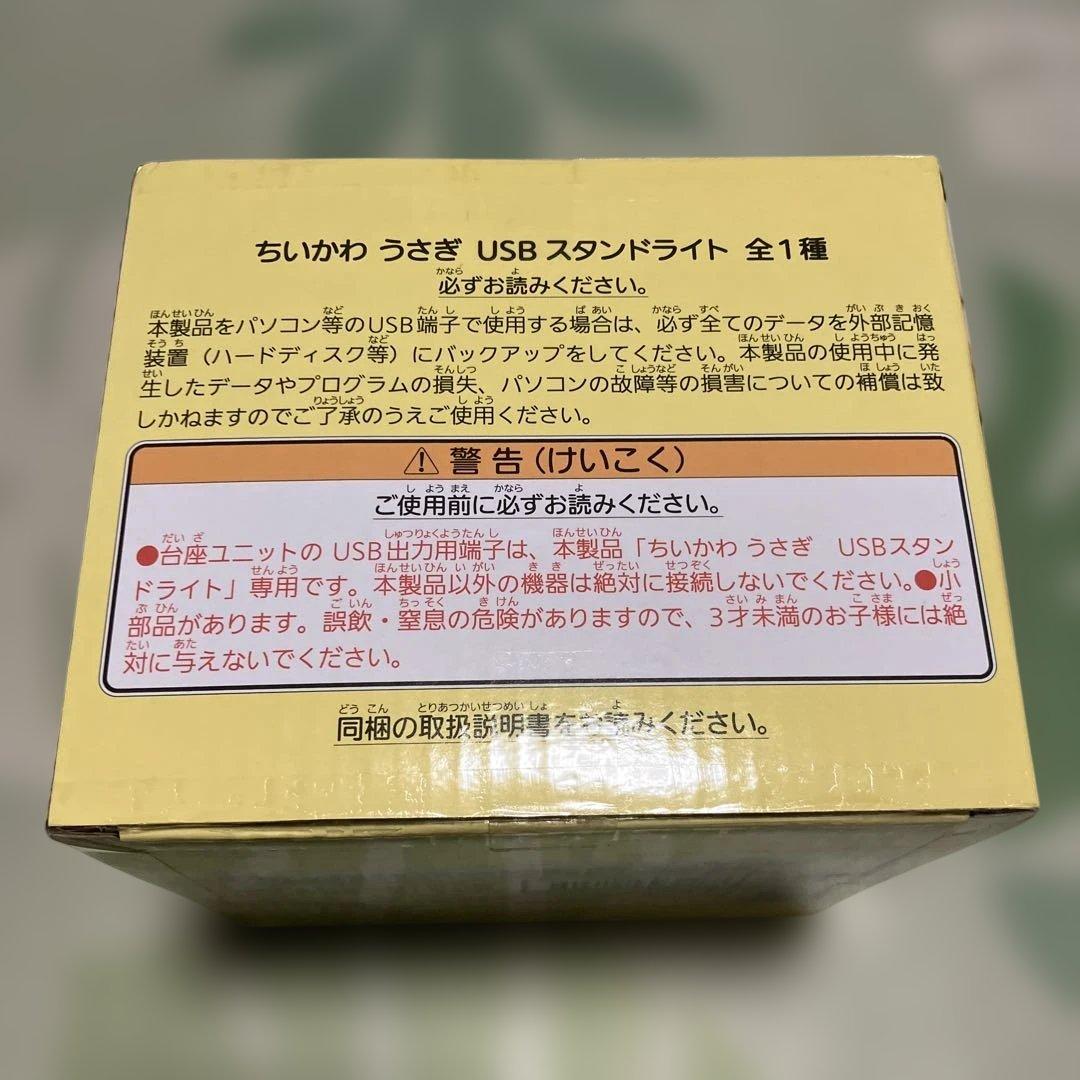 ちいかわ うさぎ USBスタンドライト 全1種
必ずお読みください。
本製品をパソコン等のUSB端子で使用する場合は、必ず全てのデータを外部記憶
装置（ハードディスク等）にバックアップをしてください。本製品の使用中に発
生したデータやプログラムの損失、パソコンの故障等の損害についての補償は致
しかねますのでご了承のうえご使用ください。
⚠ 警告（けいこく）
ご使用前に必ずお読みください。
●台座ユニットの USB出力用端子は、本製品「ちいかわ うさぎ　USBスタン
ドライト」専用です。本製品以外の機器は絶対に接続しないでください。●小
部品があります。誤飲・窒息の危険がありますので、3才未満のお子様には絶
対に与えないでください。
同梱の取扱説明書をお読みください。